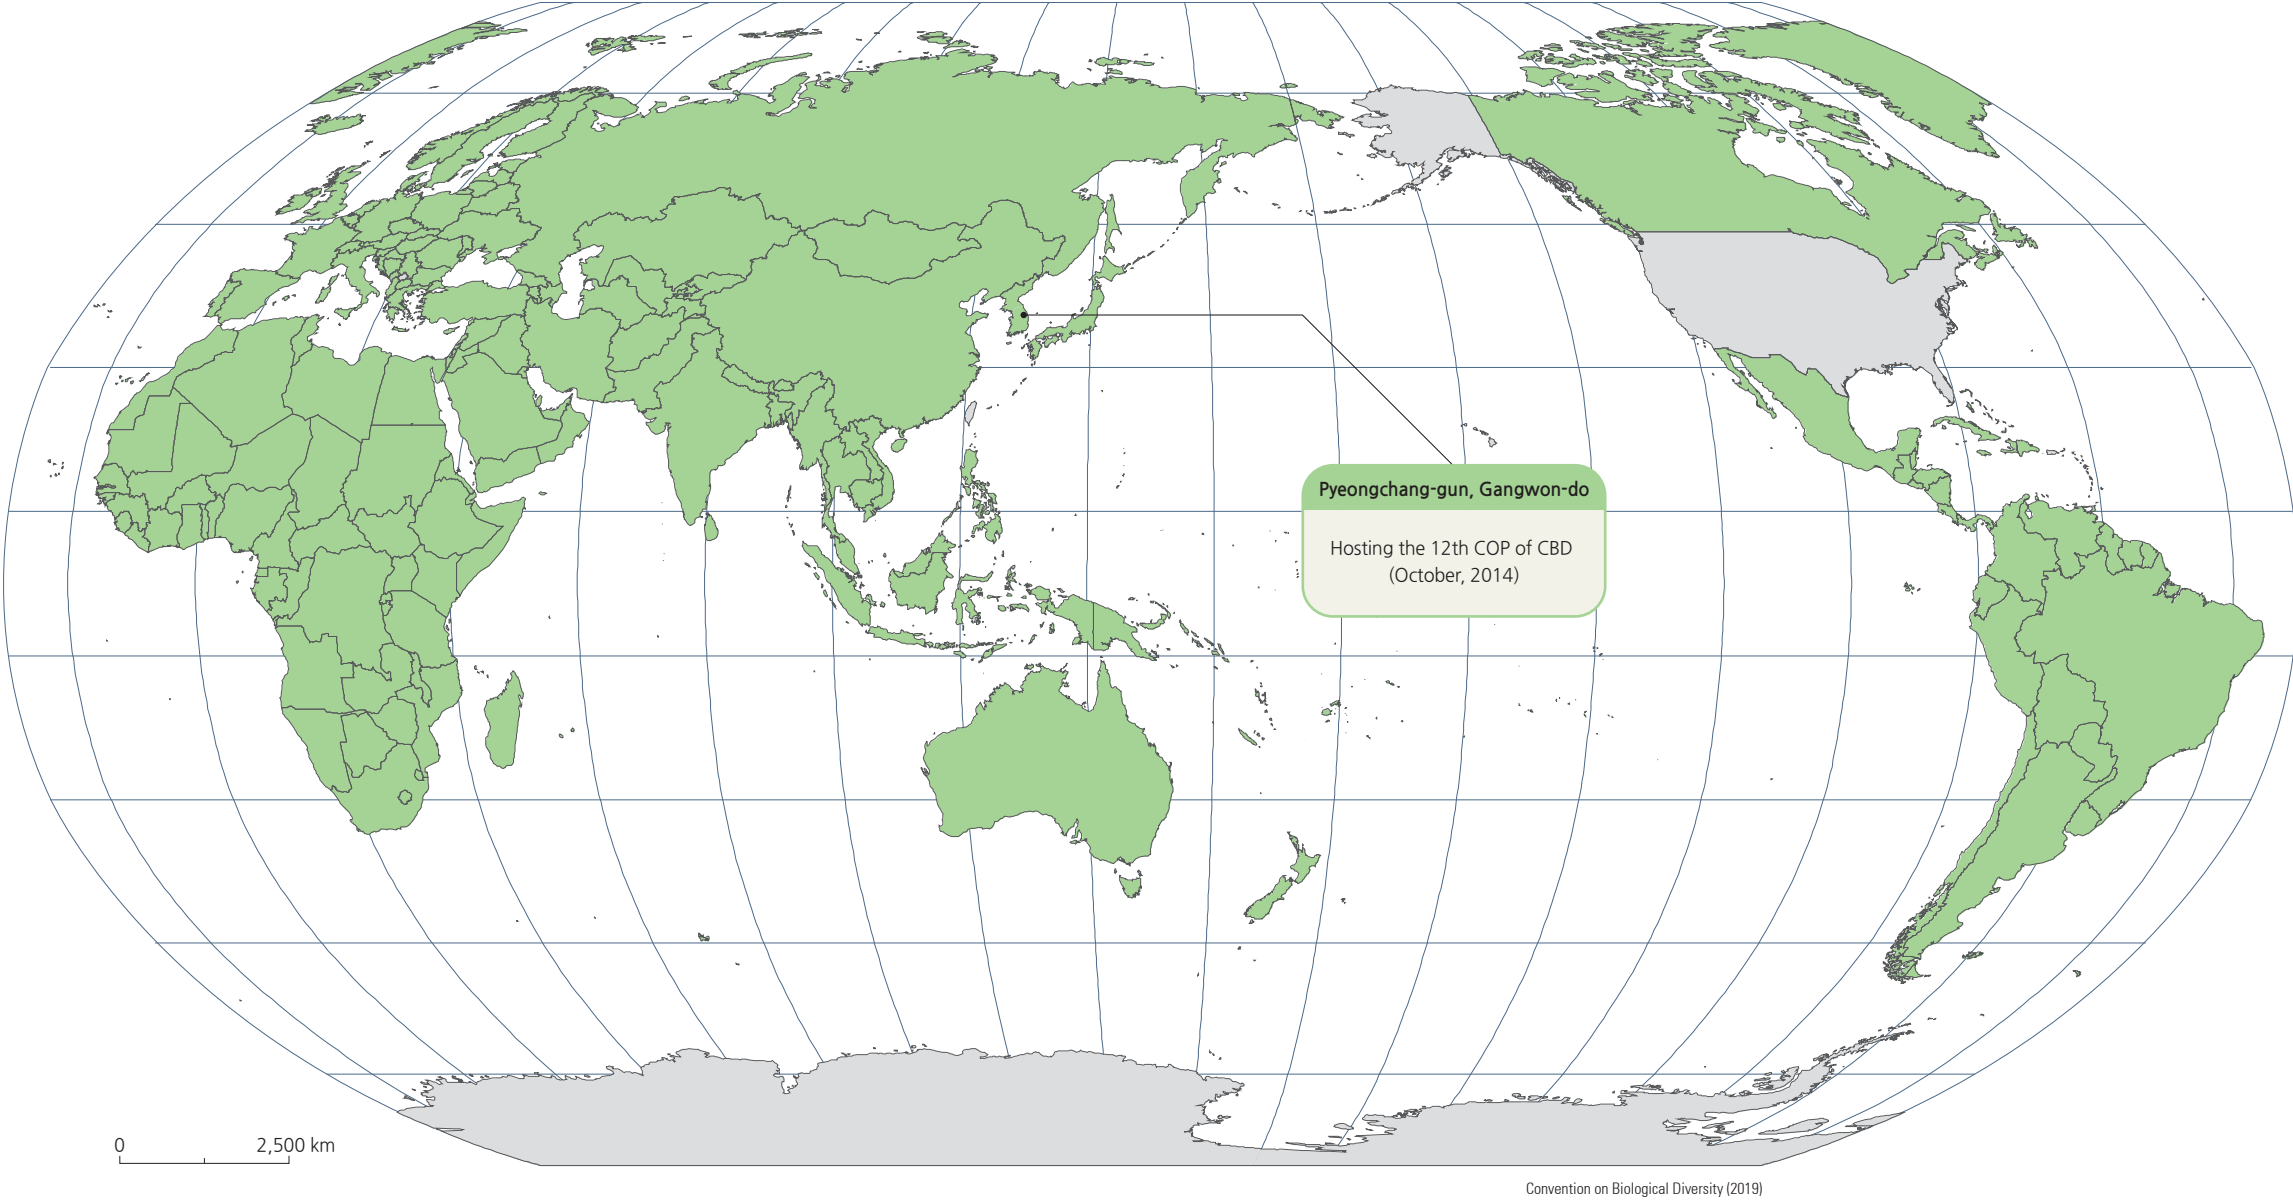 Pyeongchang-gun, Gangwon-do
Hosting the 12th COP of CBD
(October, 2014)
0 2,500 km
Convention on Biological Diversity (2019)